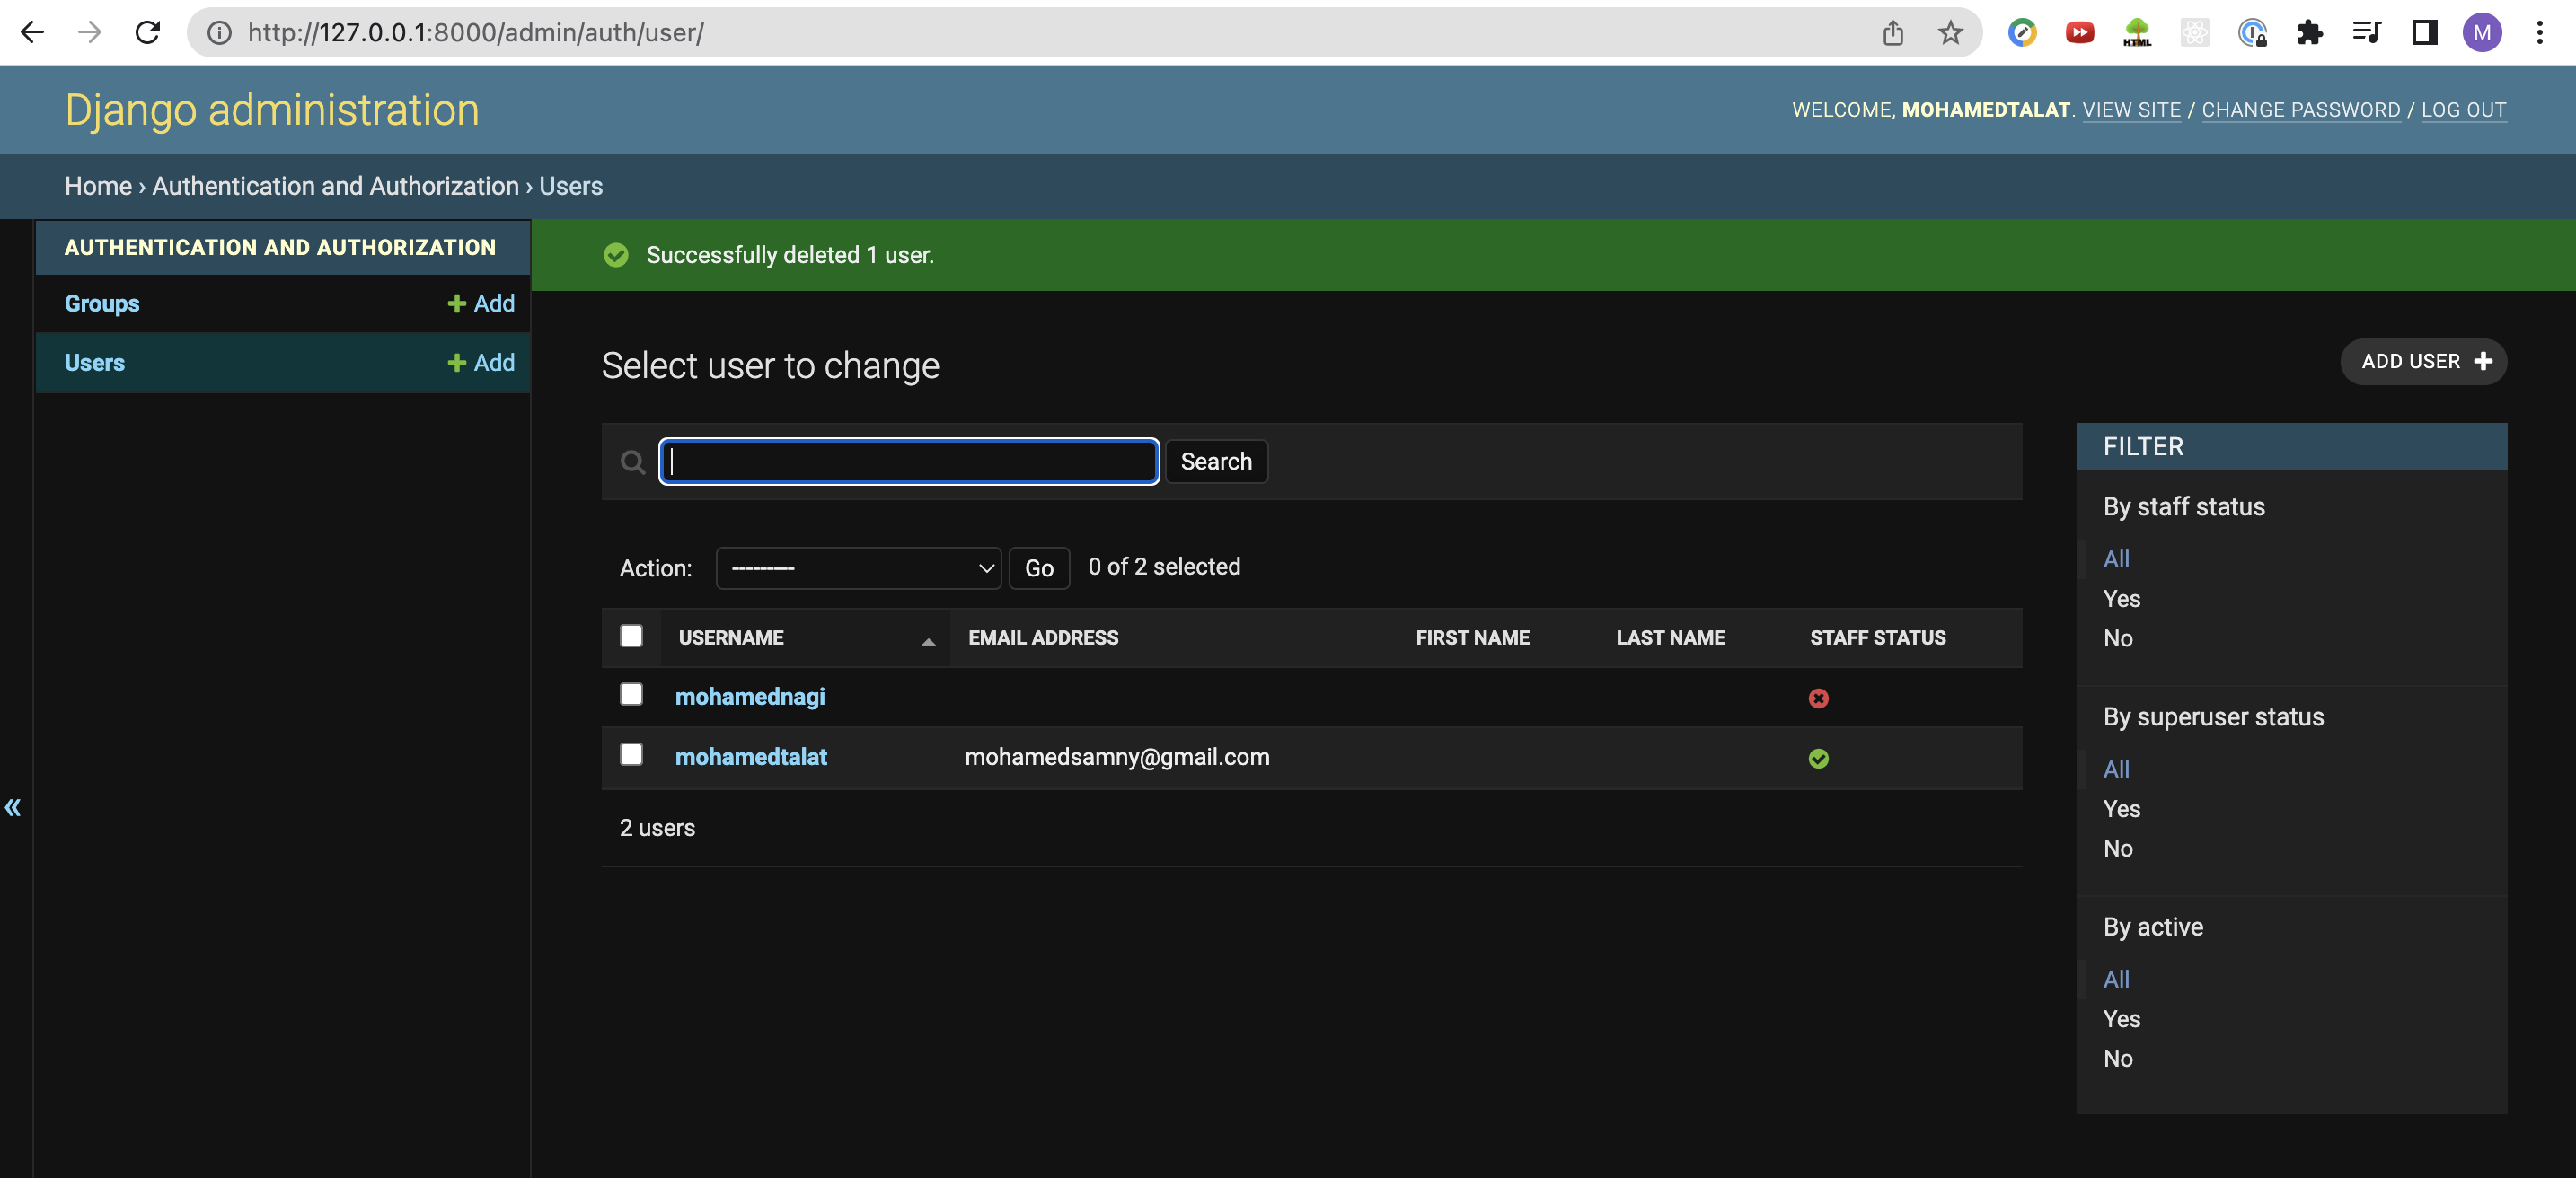 http://127.0.0.1:8000/admin/auth/user/
HTML
M
Django administration
WELCOME, MOHAMEDTALAT. VIEW SITE / CHANGE PASSWORD / LOG OUT
Home › Authentication and Authorization › Users
AUTHENTICATION AND AUTHORIZATION
Groups + Add
Users + Add
«
Successfully deleted 1 user.
Select user to change
ADD USER +
Search
Action: --------- Go 0 of 2 selected
USERNAME EMAIL ADDRESS FIRST NAME LAST NAME STAFF STATUS
mohamednagi
mohamedtalat mohamedsamny@gmail.com
2 users
FILTER
By staff status
All
Yes
No
By superuser status
All
Yes
No
By active
All
Yes
No